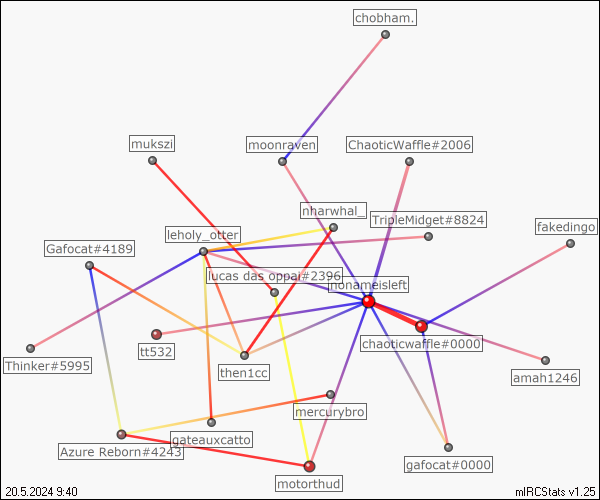 chobham.
mukszi
moonraven
ChaoticWaffle#2006
nharwhal_
TripleMidget#8824
fakedingo
leholy_otter
Gafocat#4189
lucas das oppai#2396
nonameisleft
chaoticwaffle#0000
tt532
Thinker#5995
then1cc
amah1246
mercurybro
gateauxcatto
Azure Reborn#4243
gafocat#0000
motorthud
20.5.2024 9:40
mIRCStats v1.25